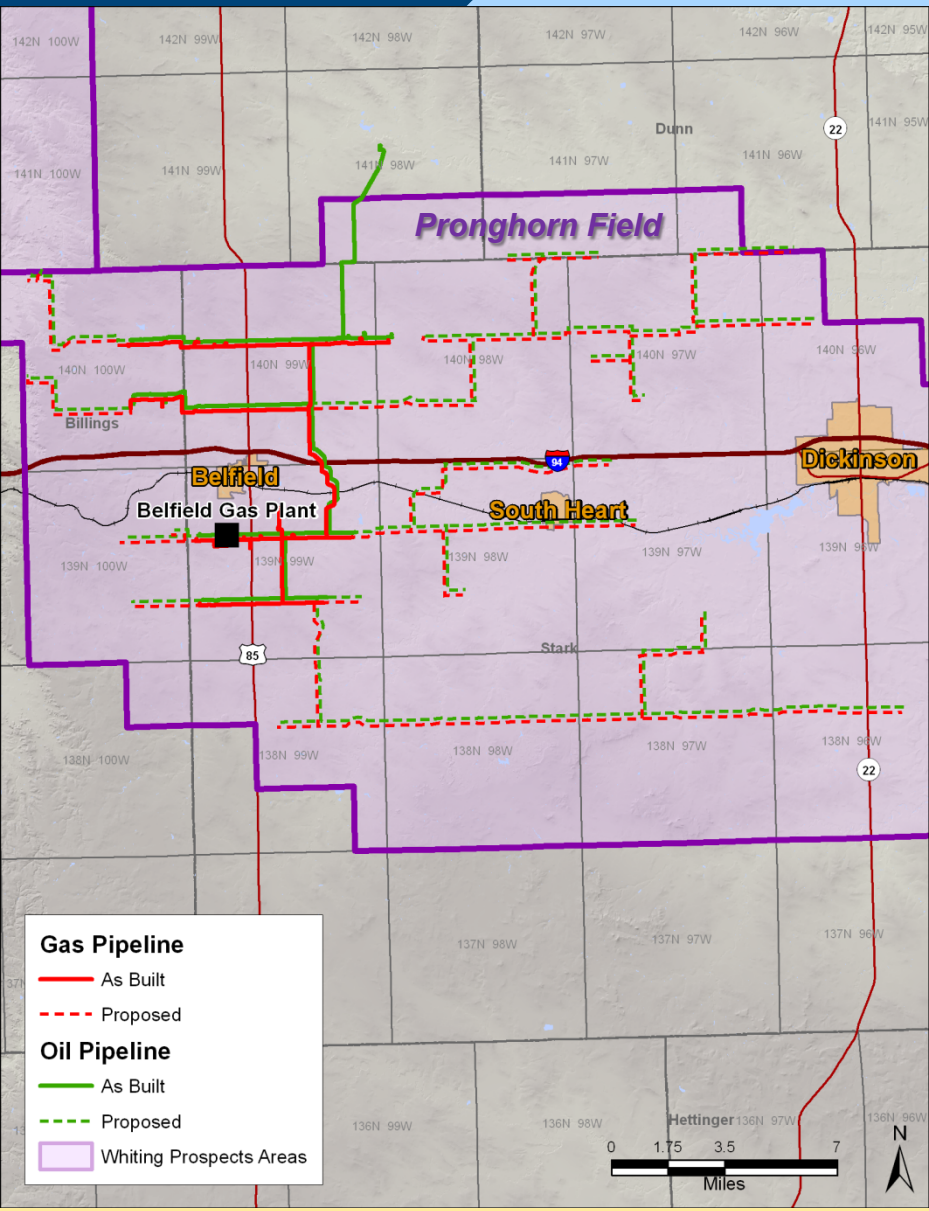 142N 100W
142N 99W
142N 98W
142N 97W
142N 96W
142N 95W
Dunn
22
141N 95W
141N 100W
141N 99W
141N 98W
141N 97W
141N 96W
Pronghorn Field
140N 100W
140N 99W
140N 98W
140N 97W
140N 96W
Billings
94
Belfield
Dickinson
Belfield Gas Plant
South Heart
139N 100W
139N 99W
139N 98W
139N 97W
139N 96W
Stark
85
138N 100W
138N 99W
138N 98W
138N 97W
138N 96W
22
137N 98W
137N 97W
137N 96W
Gas Pipeline
As Built
Proposed
Oil Pipeline
As Built
Proposed
Whiting Prospects Areas
136N 99W
136N 98W
Hettinger
136N 97W
136N 96W
0 1.75 3.5 7
Miles
N